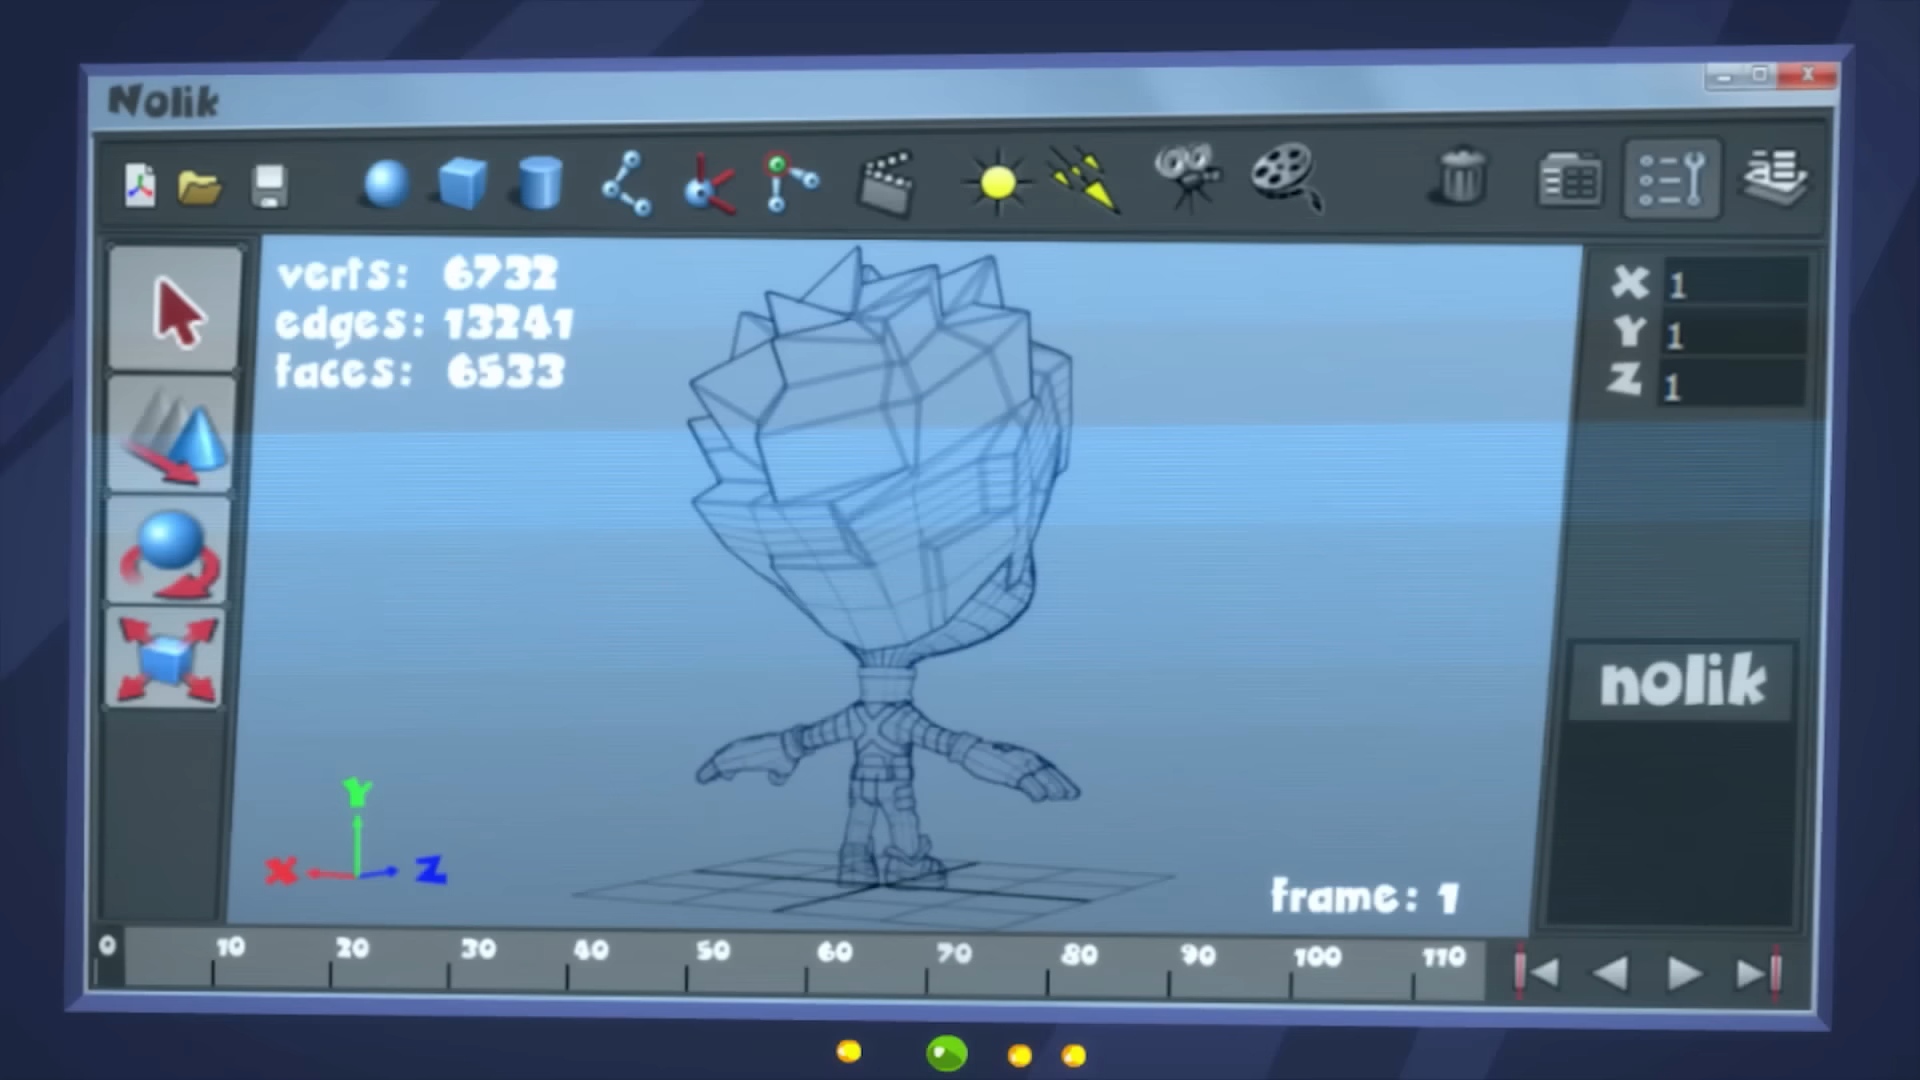 Nolik
verts: 6732
edges: 13241
faces: 6533
X 1
Y 1
Z 1
nolik
Y
X Z
frame: 1
0 10 20 30 40 50 60 70 80 90 100 110